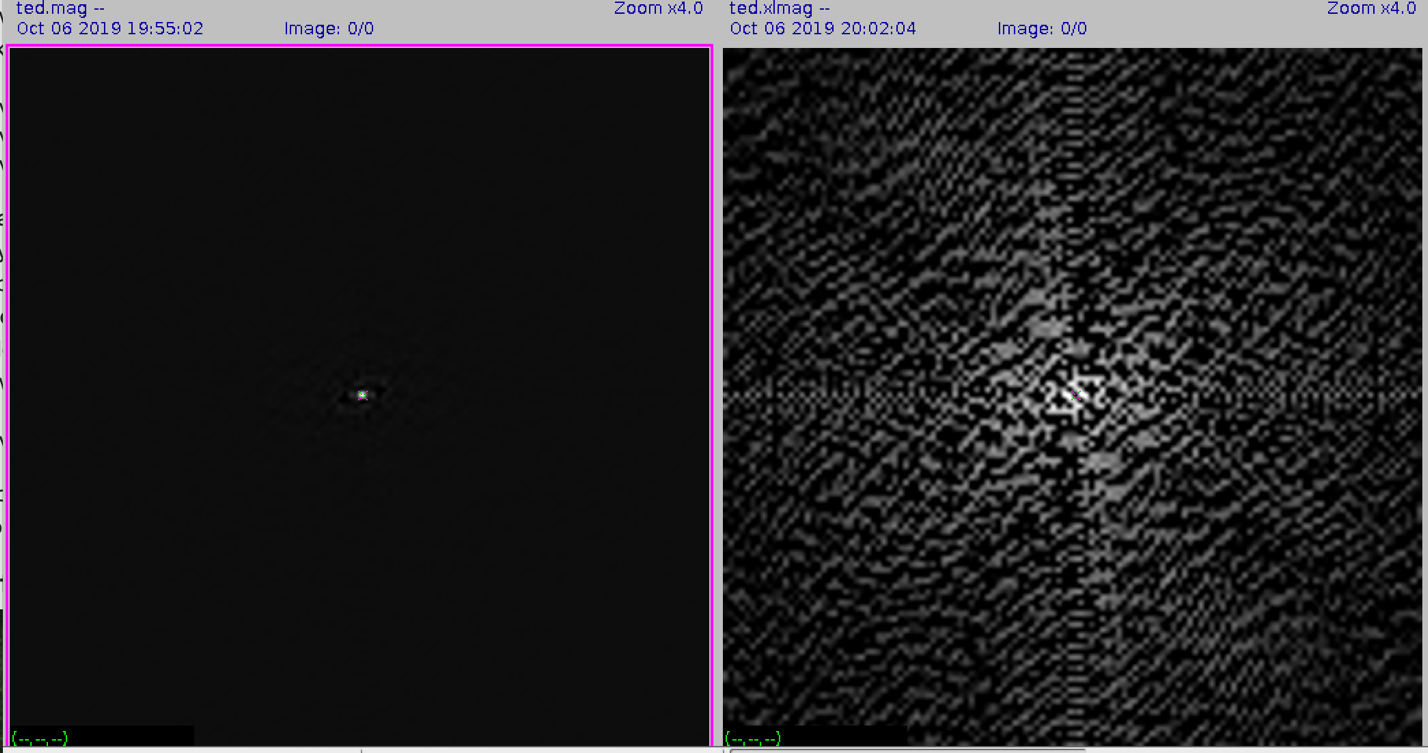 ted.mag --
Zoom x4.0
Oct 06 2019 19:55:02
Image: 0/0
(--,--,--)
ted.xlmag --
Zoom x4.0
Oct 06 2019 20:02:04
Image: 0/0
(--,--,--)